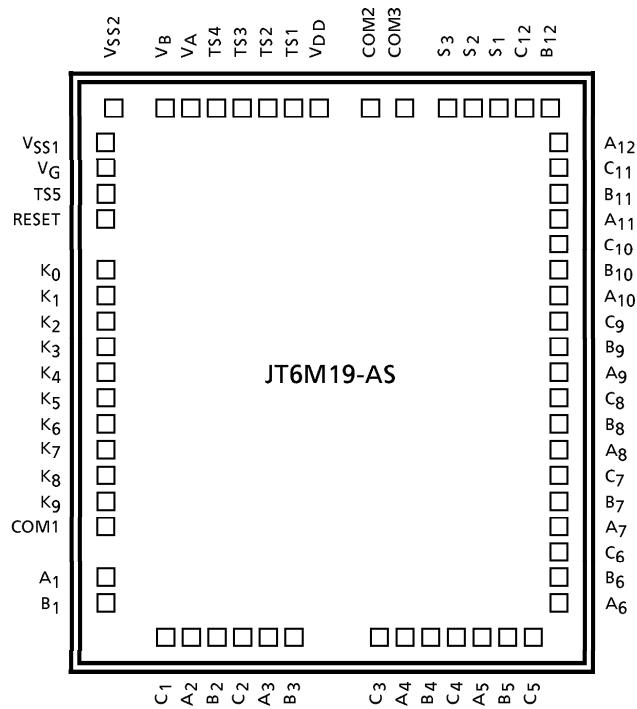 VSS2 VB VA TS4 TS3 TS2 TS1 VDD COM2 COM3 S3 S2 S1 C12 B12
VSS1 A12
VG C11
TS5 B11
RESET A11
C10
K0 B10
K1 A10
K2 C9
K3 B9
K4 JT6M19-AS A9
K5 C8
K6 B8
K7 A8
K8 C7
K9 B7
COM1 A7
C6
A1 B6
B1 A6
C1 A2 B2 C2 A3 B3 C3 A4 B4 C4 A5 B5 C5